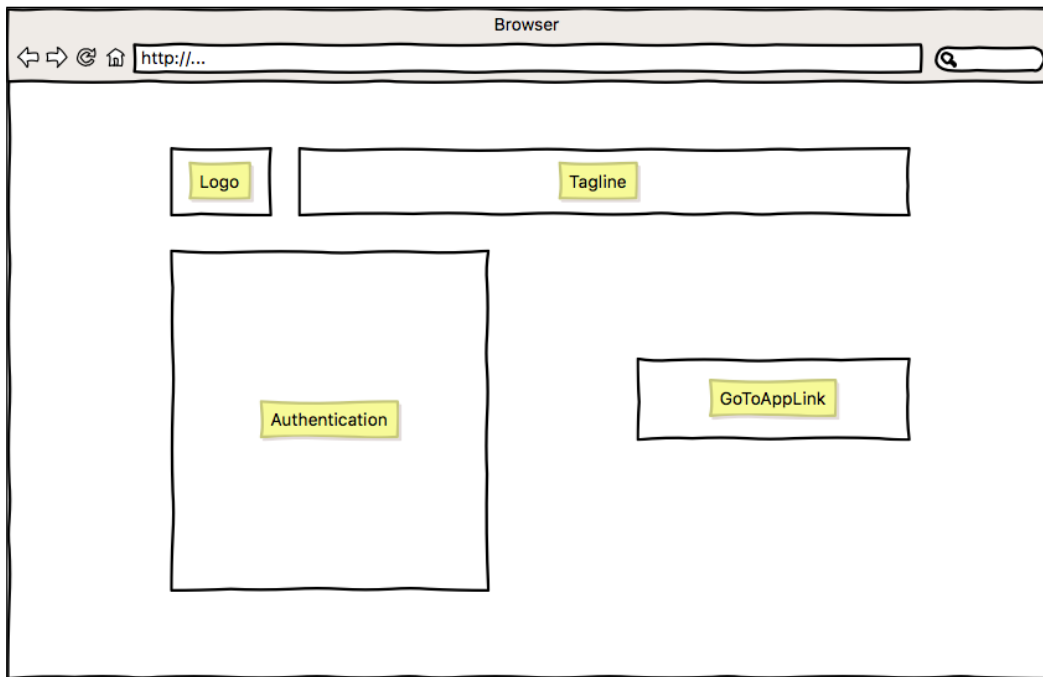 Browser
http://...
Logo
Tagline
Authentication
GoToAppLink